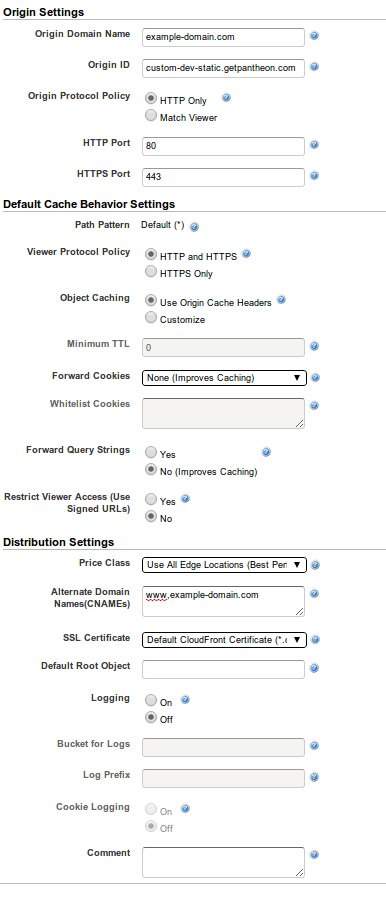 Origin Settings
Origin Domain Name example-domain.com
Origin ID custom-dev-static.getpantheon.com
Origin Protocol Policy HTTP Only
Match Viewer
HTTP Port 80
HTTPS Port 443
Default Cache Behavior Settings
Path Pattern Default (*)
Viewer Protocol Policy HTTP and HTTPS
HTTPS Only
Object Caching Use Origin Cache Headers
Customize
Minimum TTL 0
Forward Cookies None (Improves Caching)
Whitelist Cookies
Forward Query Strings Yes
No (Improves Caching)
Restrict Viewer Access (Use Yes
Signed URLs) No
Distribution Settings
Price Class Use All Edge Locations (Best Per
Alternate Domain www,example-domain.com
Names(CNAMEs)
SSL Certificate Default CloudFront Certificate (*.c
Default Root Object
Logging On
Off
Bucket for Logs
Log Prefix
Cookie Logging On
Off
Comment